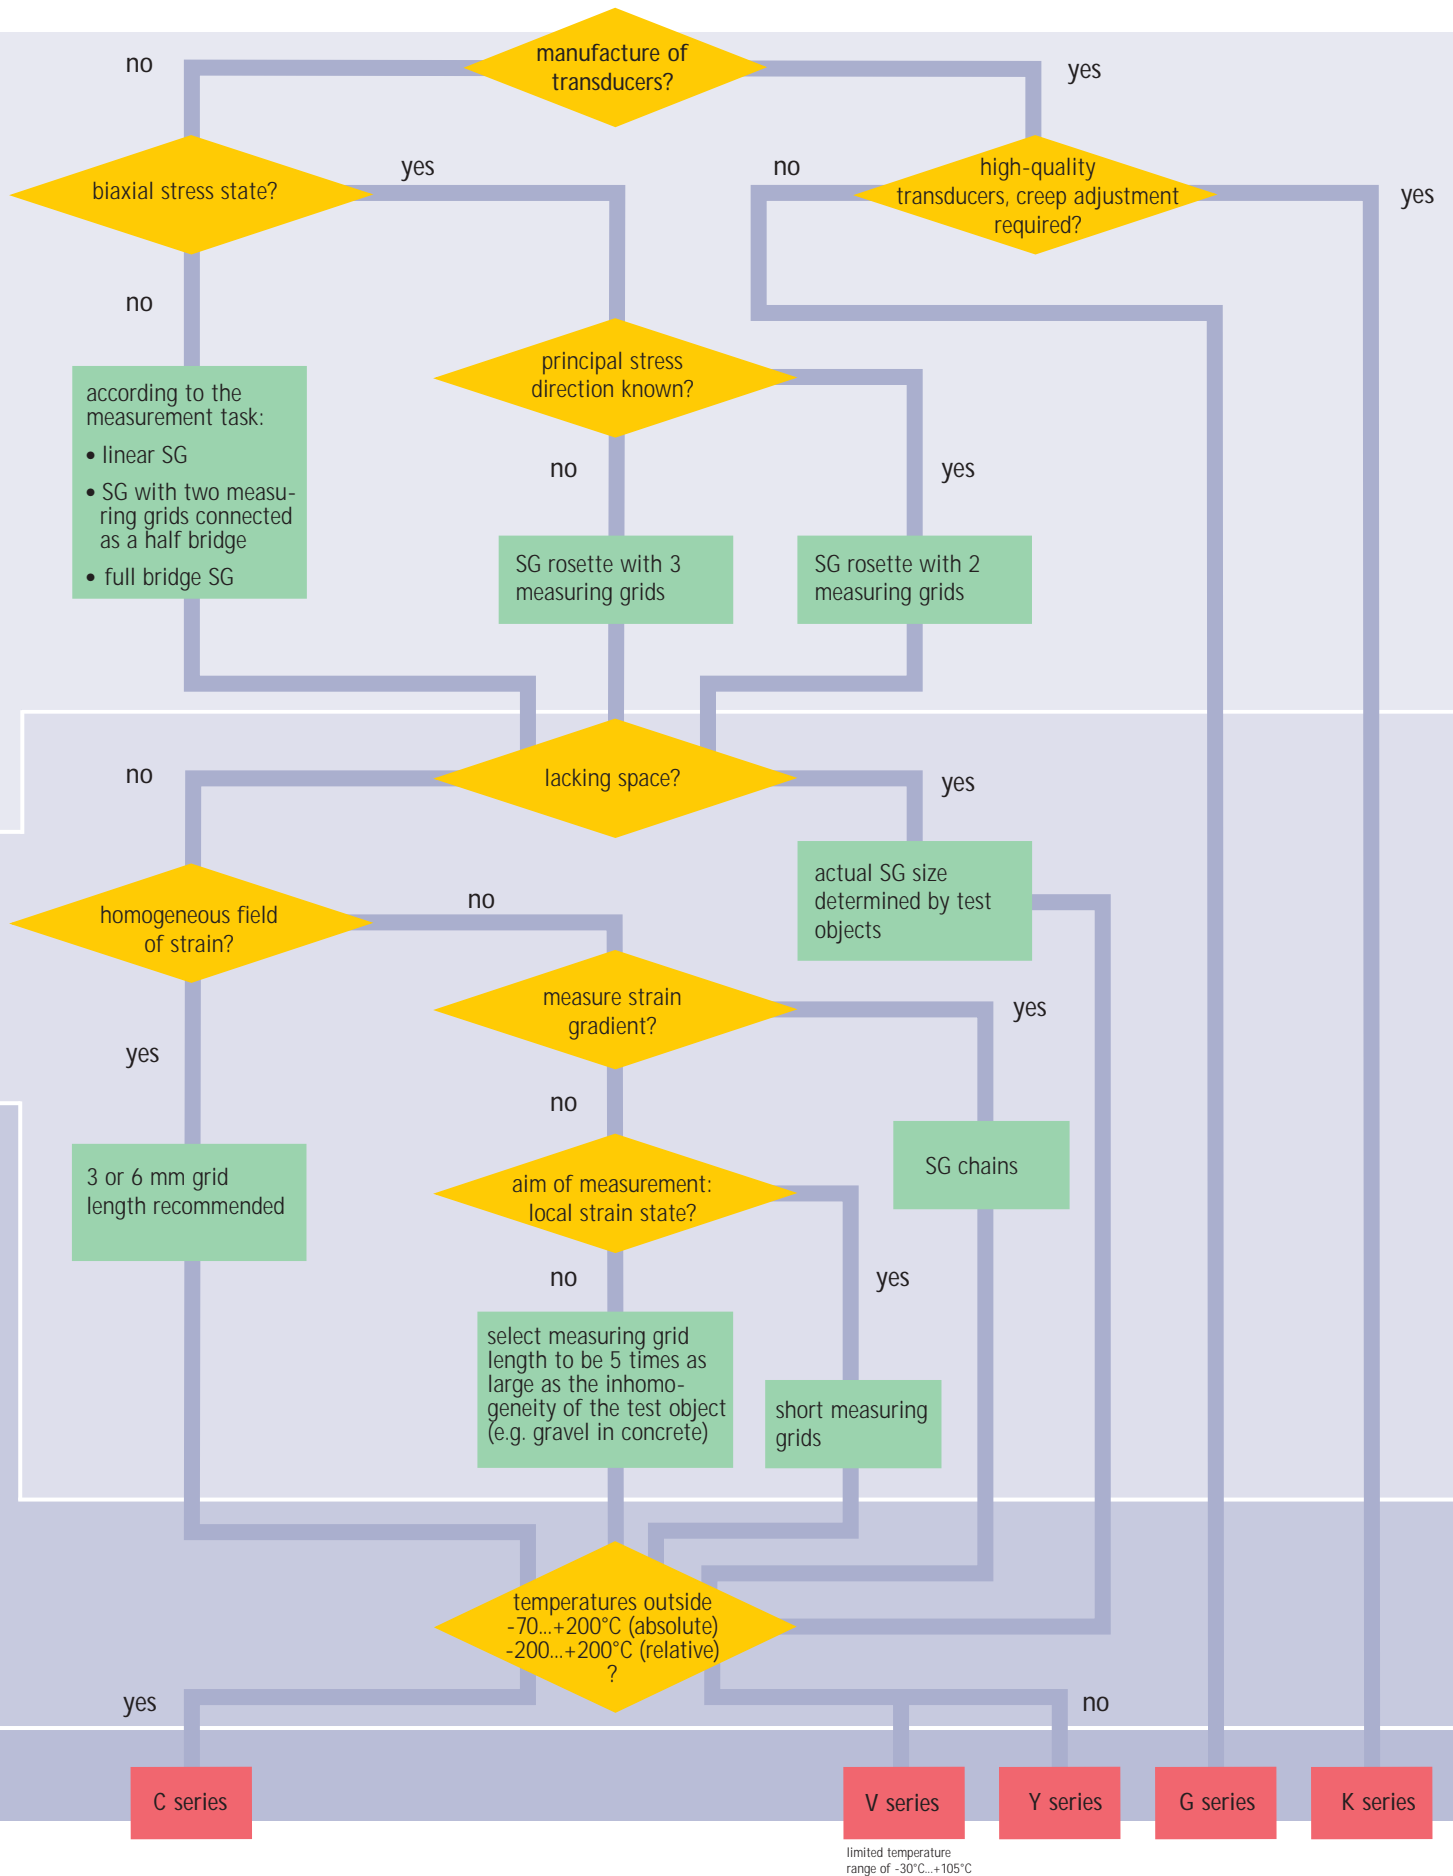 manufacture of
transducers?
no
yes
biaxial stress state?
yes
no
high-quality
transducers, creep adjustment
required?
yes
no
principal stress
direction known?
according to the
measurement task:
• linear SG
• SG with two measu-
ring grids connected
as a half bridge
• full bridge SG
no
yes
SG rosette with 3
measuring grids
SG rosette with 2
measuring grids
no
lacking space?
yes
actual SG size
determined by test
objects
homogeneous field
of strain?
no
measure strain
gradient?
yes
yes
no
SG chains
3 or 6 mm grid
length recommended
aim of measurement:
local strain state?
no
yes
select measuring grid
length to be 5 times as
large as the inhomo-
geneity of the test object
(e.g. gravel in concrete)
short measuring
grids
temperatures outside
-70...+200°C (absolute)
-200...+200°C (relative)
?
yes
no
C series
V series
Y series
G series
K series
limited temperature
range of -30°C...+105°C